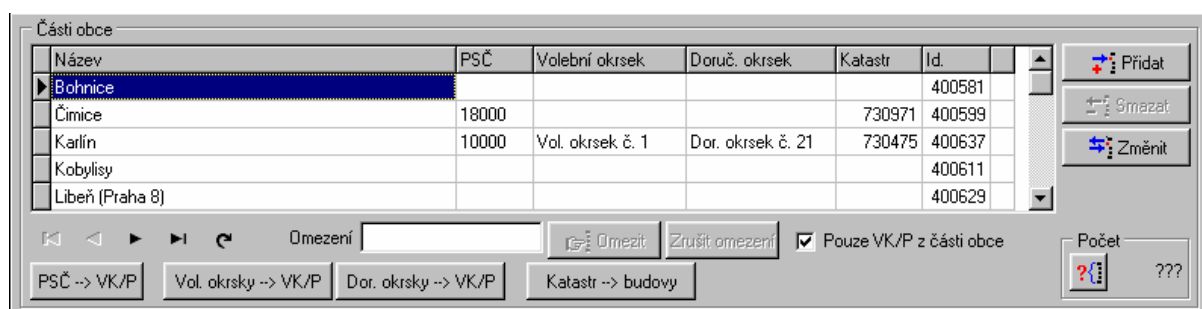 Části obce
Název PSČ Volební okrsek Doruč. okrsek Katastr Id.
Bohnice 400581
Čimice 18000 730971 400599
Karlín 10000 Vol. okrsek č. 1 Dor. okrsek č. 21 730475 400637
Kobylisy 400611
Libeň (Praha 8) 400629
Přidat
Smazat
Změnit
Omezení Omezit Zrušit omezení Pouze VK/P z části obce
PSČ --> VK/P Vol. okrsky --> VK/P Dor. okrsky --> VK/P Katastr --> budovy
Počet
?{ ???